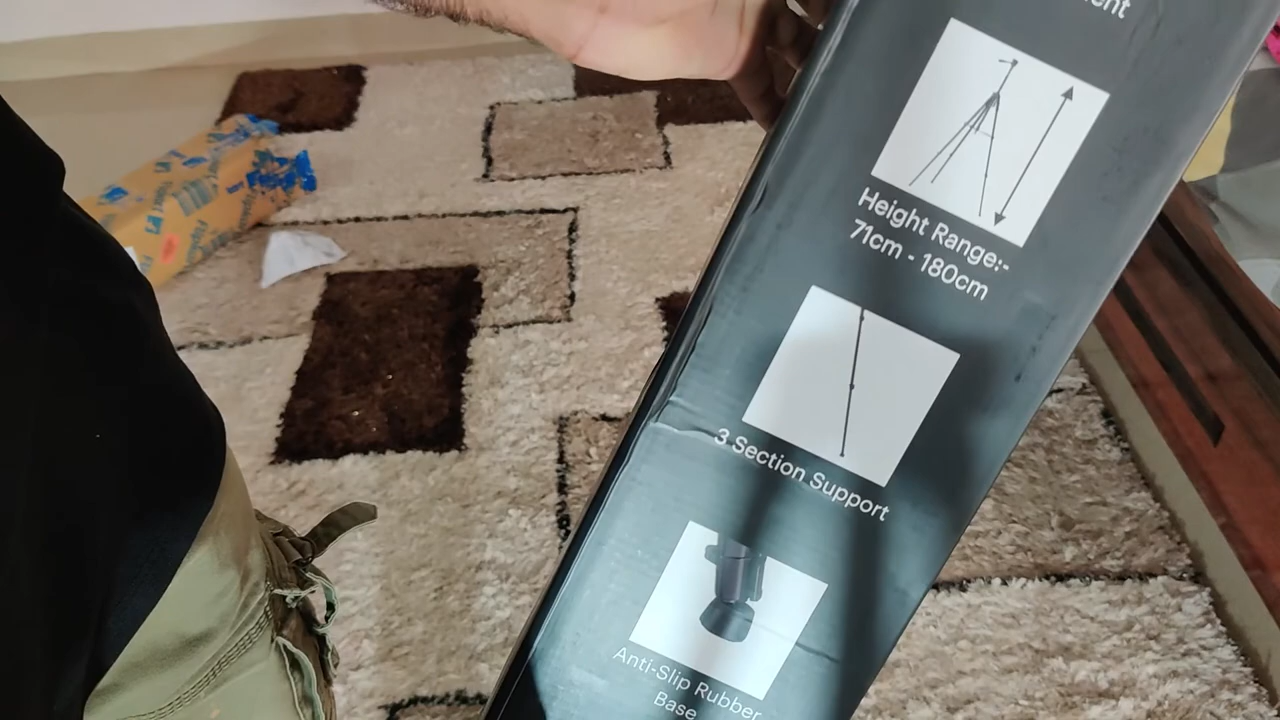 Height Range:-
71cm - 180cm
3 Section Support
Anti-Slip Rubber
Base